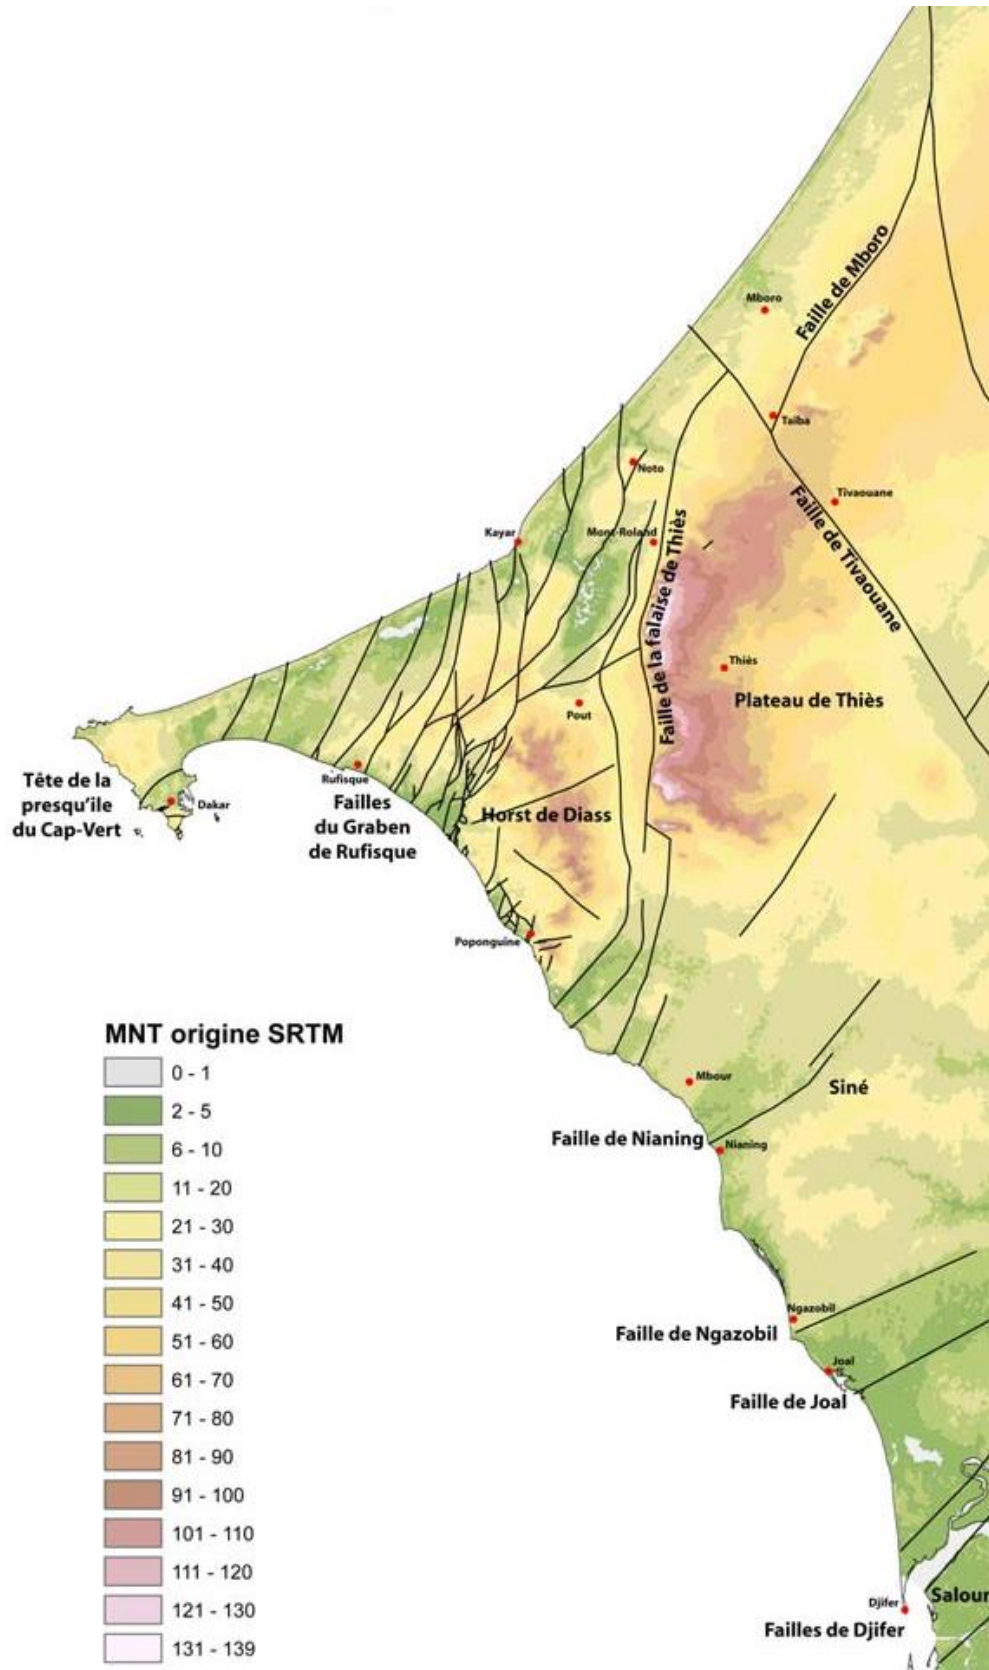 Faille de Mboro
Mboro
Taïba
Noto
Tivaouane
Kayar
Mont-Roland
Faille de la falaise de Thiès
Faille de Tivaouane
Thiès
Plateau de Thiès
Pout
Tête de la
presqu'ile
du Cap-Vert
Dakar
Rufisque
Failles
du Graben
de Rufisque
Horst de Diass
Poponguine
MNT origine SRTM
0 - 1
2 - 5
6 - 10
11 - 20
21 - 30
31 - 40
41 - 50
51 - 60
61 - 70
71 - 80
81 - 90
91 - 100
101 - 110
111 - 120
121 - 130
131 - 139
Mbour
Siné
Faille de Nianing
Nianing
Ngazobil
Faille de Ngazobil
Joal
Faille de Joal
Djifer
Saloum
Failles de Djifer